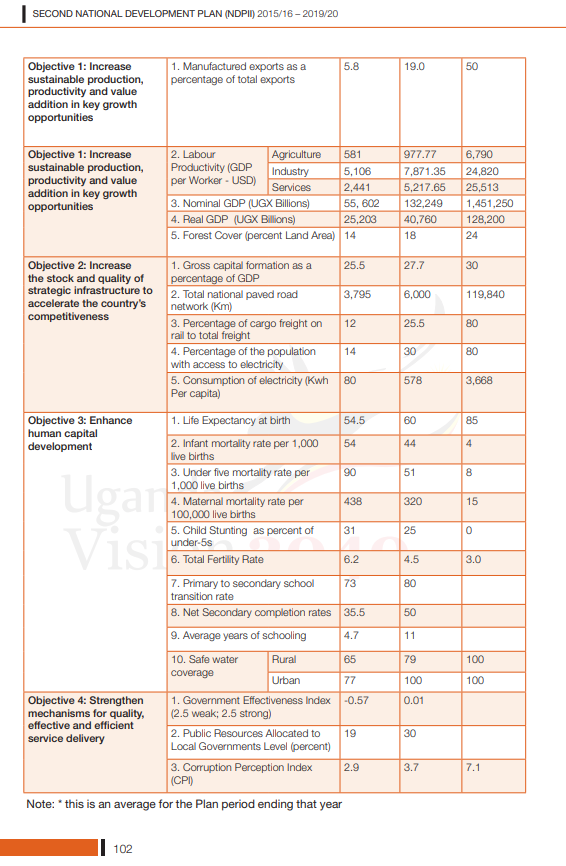 SECOND NATIONAL DEVELOPMENT PLAN (NDPII) 2015/16 – 2019/20
Objective 1: Increase
sustainable production,
productivity and value
addition in key growth
opportunities
1. Manufactured exports as a
percentage of total exports
5.8 19.0 50
Objective 1: Increase
sustainable production,
productivity and value
addition in key growth
opportunities
2. Labour
Productivity (GDP
per Worker - USD)
Agriculture 581 977.77 6,790
Industry 5,106 7,871.35 24,820
Services 2,441 5,217.65 25,513
3. Nominal GDP (UGX Billions) 55, 602 132,249 1,451,250
4. Real GDP (UGX Billions) 25,203 40,760 128,200
5. Forest Cover (percent Land Area) 14 18 24
Objective 2: Increase
the stock and quality of
strategic infrastructure to
accelerate the country's
competitiveness
1. Gross capital formation as a
percentage of GDP
25.5 27.7 30
2. Total national paved road
network (Km)
3,795 6,000 119,840
3. Percentage of cargo freight on
rail to total freight
12 25.5 80
4. Percentage of the population
with access to electricity
14 30 80
5. Consumption of electricity (Kwh
Per capita)
80 578 3,668
Objective 3: Enhance
human capital
development
1. Life Expectancy at birth 54.5 60 85
2. Infant mortality rate per 1,000
live births
54 44 4
3. Under five mortality rate per
1,000 live births
90 51 8
4. Maternal mortality rate per
100,000 live births
438 320 15
5. Child Stunting as percent of
under-5s
31 25 0
6. Total Fertility Rate 6.2 4.5 3.0
7. Primary to secondary school
transition rate
73 80
8. Net Secondary completion rates 35.5 50
9. Average years of schooling 4.7 11
10. Safe water
coverage
Rural 65 79 100
Urban 77 100 100
Objective 4: Strengthen
mechanisms for quality,
effective and efficient
service delivery
1. Government Effectiveness Index
(2.5 weak; 2.5 strong)
-0.57 0.01
2. Public Resources Allocated to
Local Governments Level (percent)
19 30
3. Corruption Perception Index
(CPI)
2.9 3.7 7.1
Note: * this is an average for the Plan period ending that year
102